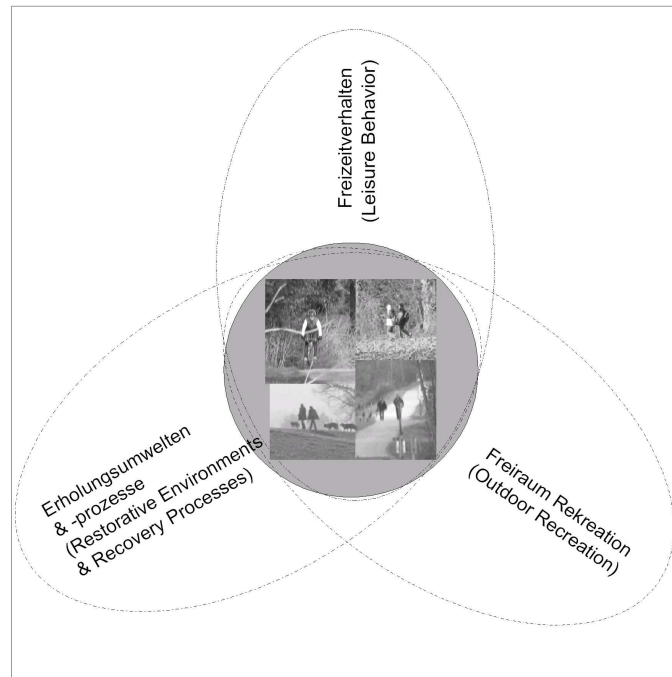 Freizeitverhalten
(Leisure Behavior)
Erholungsumwelten
& -prozesse
(Restorative Environments
& Recovery Processes)
Freiraum Rekreation
(Outdoor Recreation)